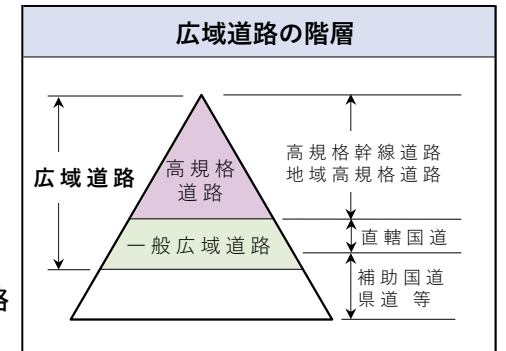 広域道路の階層
広域道路
高規格
道路
一般広域道路
高規格幹線道路
地域高規格道路
直轄国道
補助国道
県道 等